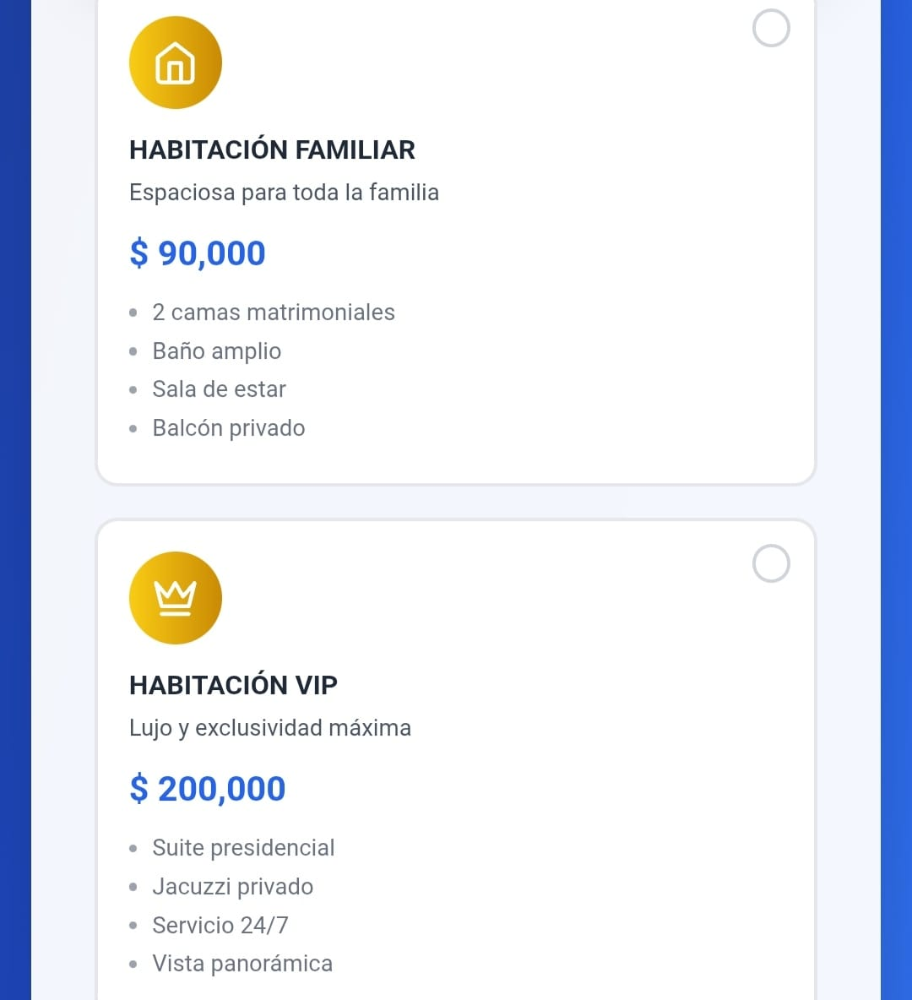 HABITACIÓN FAMILIAR
Espaciosa para toda la familia
$ 90,000
• 2 camas matrimoniales
• Baño amplio
• Sala de estar
• Balcón privado
HABITACIÓN VIP
Lujo y exclusividad máxima
$ 200,000
• Suite presidencial
• Jacuzzi privado
• Servicio 24/7
• Vista panorámica